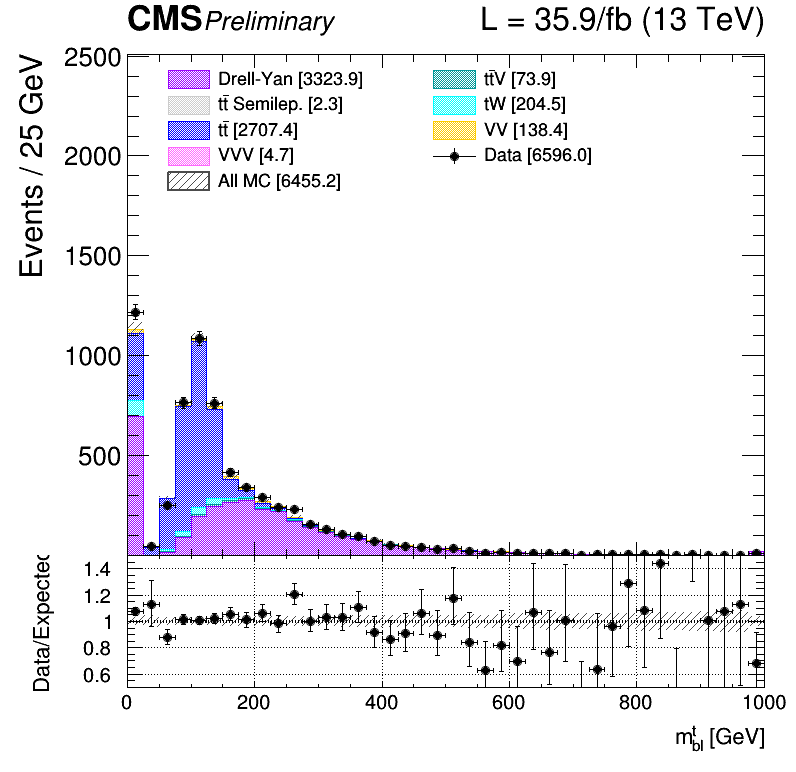 CMS Preliminary L = 35.9/fb (13 TeV)
Events / 25 GeV
2500
2000
1500
1000
500
Drell-Yan [3323.9]
tt̄ Semilep. [2.3]
tt̄ [2707.4]
VVV [4.7]
All MC [6455.2]
tt̄V [73.9]
tW [204.5]
VV [138.4]
Data [6596.0]
Data/Expected
1.4
1.2
1
0.8
0.6
0 200 400 600 800 1000
m^t_bl [GeV]